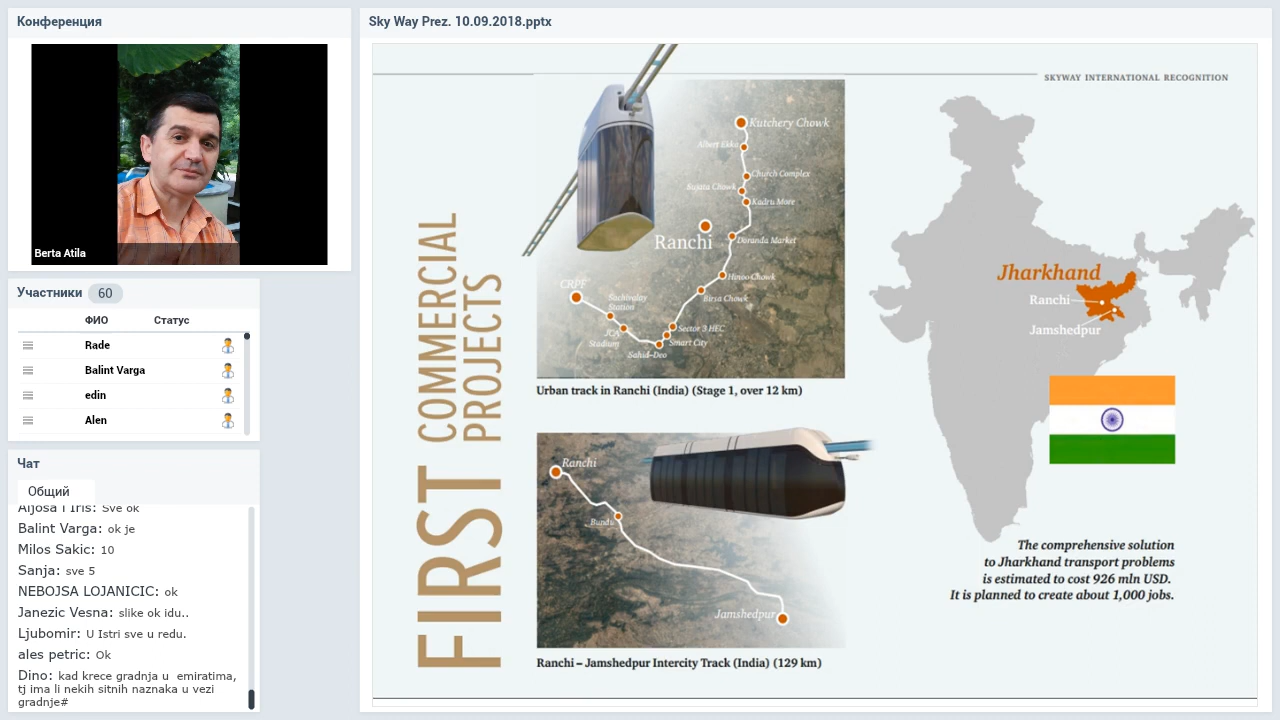 Конференция
Berta Atila
Участники 60
ФИО Статус
Rade
Balint Varga
edin
Alen
Чат
Общий
Aljosa i Iris: Sve ok
Balint Varga: ok je
Milos Sakic: 10
Sanja: sve 5
NEBOJSA LOJANICIC: ok
Janezic Vesna: slike ok idu..
Ljubomir: U Istri sve u redu.
ales petric: Ok
Dino: kad krece gradnja u emiratima,
tj ima li nekih sitnih naznaka u vezi
gradnje#
Sky Way Prez. 10.09.2018.pptx
SKYWAY INTERNATIONAL RECOGNITION
FIRST COMMERCIAL
PROJECTS
Kutchery Chowk
Albert Ekka
Church Complex
Sujata Chowk
Kadru More
Ranchi
Doranda Market
Hinoo Chowk
CRPF
Birsa Chowk
Sachivalay
Station
JCA
Stadium
Sector 3 HEC
Smart City
Sahid-Deo
Urban track in Ranchi (India) (Stage 1, over 12 km)
Ranchi
Bundu
Jamshedpur
Ranchi – Jamshedpur Intercity Track (India) (129 km)
Jharkhand
Ranchi
Jamshedpur
The comprehensive solution
to Jharkhand transport problems
is estimated to cost 926 mln USD.
It is planned to create about 1,000 jobs.